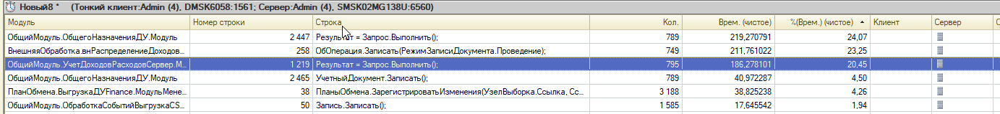 Новый8 * (Тонкий клиент:Admin (4), DMSK6058:1561; Сервер:Admin (4), SMSK02MG138U:6560)
Модуль Номер строки Строка Кол. Врем. (чистое) %(Врем.) (чистое) Клиент Сервер С
ОбщийМодуль.ОбщегоНазначенияДУ.Модуль 2 447 Результат = Запрос.Выполнить(); 789 219,270791 24,07
ВнешняяОбработка.внРаспределениеДоходов... 258 ОбОперация.Записать(РежимЗаписиДокумента.Проведение); 749 211,761022 23,25
ОбщийМодуль.УчетДоходовРасходовСервер.М... 1 219 Результат = Запрос.Выполнить(); 795 186,278101 20,45
ОбщийМодуль.ОбщегоНазначенияДУ.Модуль 2 465 УчетныйДокумент.Записать(); 789 40,972287 4,50
ПланОбмена.ВыгрузкаДУFinance.МодульМене... 38 ПланыОбмена.ЗарегистрироватьИзменения(УзелВыборка.Ссылка, Сс... 3 188 38,825238 4,26
ОбщийМодуль.ОбработкаСобытийВыгрузкаCS... 50 Запись.Записать(); 1 585 17,645542 1,94